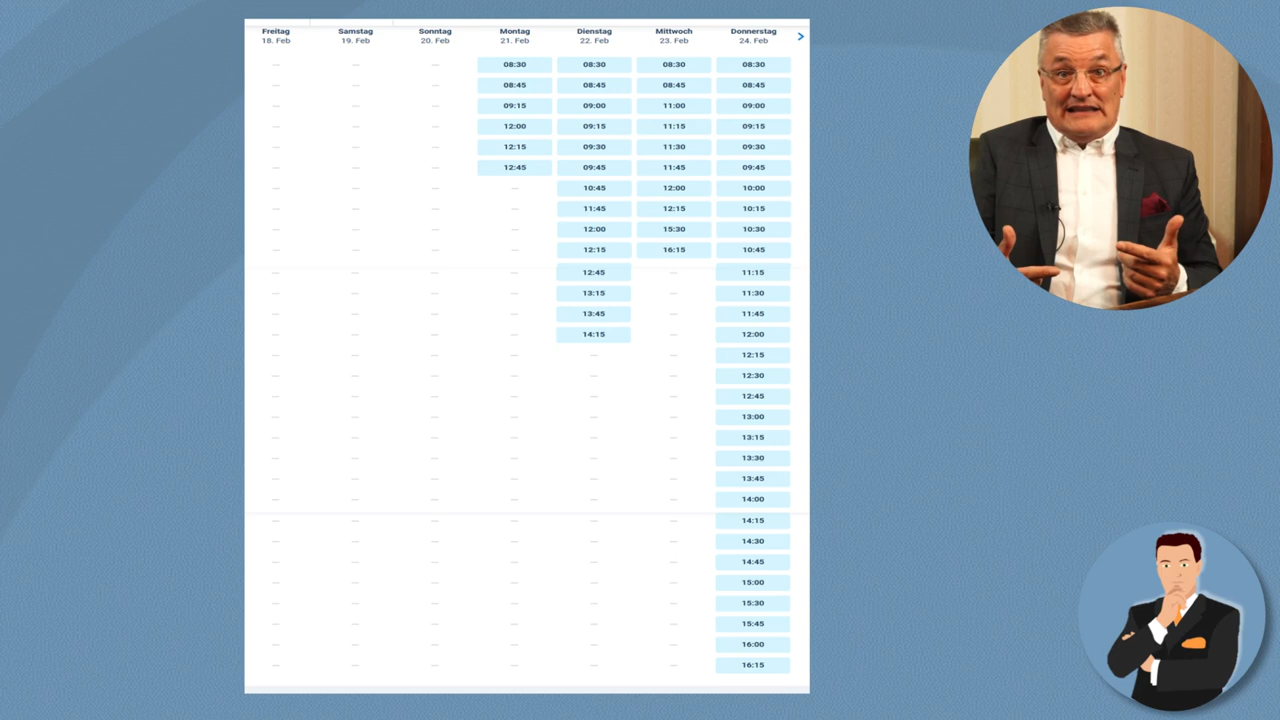 Freitag Samstag Sonntag Montag Dienstag Mittwoch Donnerstag
18. Feb 19. Feb 20. Feb 21. Feb 22. Feb 23. Feb 24. Feb
— — — 08:30 08:30 08:30 08:30
— — — 08:45 08:45 08:45 08:45
— — — 09:15 09:00 11:00 09:00
— — — 12:00 09:15 11:15 09:15
— — — 12:15 09:30 11:30 09:30
— — — 12:45 09:45 11:45 09:45
— — — — 10:45 12:00 10:00
— — — — 11:45 12:15 10:15
— — — — 12:00 15:30 10:30
— — — — 12:15 16:15 10:45
— — — — 12:45 — 11:15
— — — — 13:15 — 11:30
— — — — 13:45 — 11:45
— — — — 14:15 — 12:00
— — — — — — 12:15
— — — — — — 12:30
— — — — — — 12:45
— — — — — — 13:00
— — — — — — 13:15
— — — — — — 13:30
— — — — — — 13:45
— — — — — — 14:00
— — — — — — 14:15
— — — — — — 14:30
— — — — — — 14:45
— — — — — — 15:00
— — — — — — 15:30
— — — — — — 15:45
— — — — — — 16:00
— — — — — — 16:15